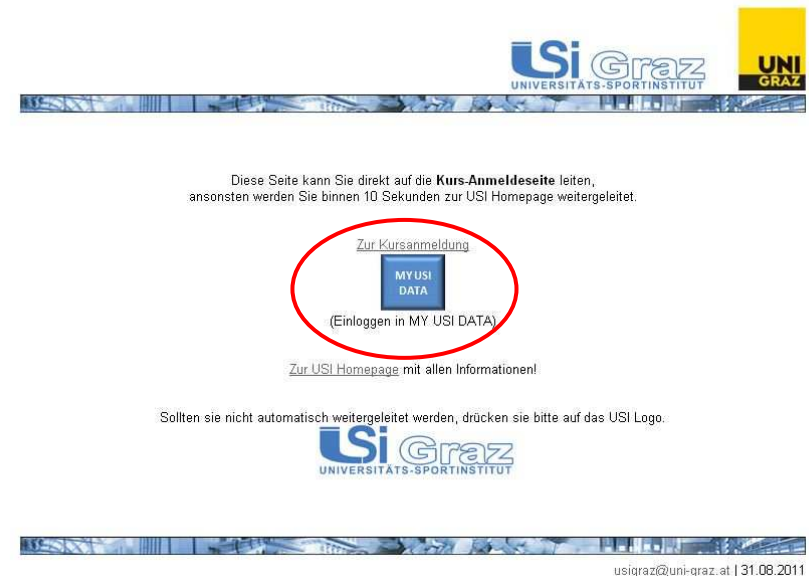 USi Graz
UNIVERSITÄTS-SPORTINSTITUT
UNI
GRAZ
Diese Seite kann Sie direkt auf die Kurs-Anmeldeseite leiten,
ansonsten werden Sie binnen 10 Sekunden zur USI Homepage weitergeleitet.
Zur Kursanmeldung
MY USI
DATA
(Einloggen in MY USI DATA)
Zur USI Homepage mit allen Informationen!
Sollten sie nicht automatisch weitergeleitet werden, drücken sie bitte auf das USI Logo.
USi Graz
UNIVERSITÄTS-SPORTINSTITUT
usigraz@uni-graz.at | 31.08.2011